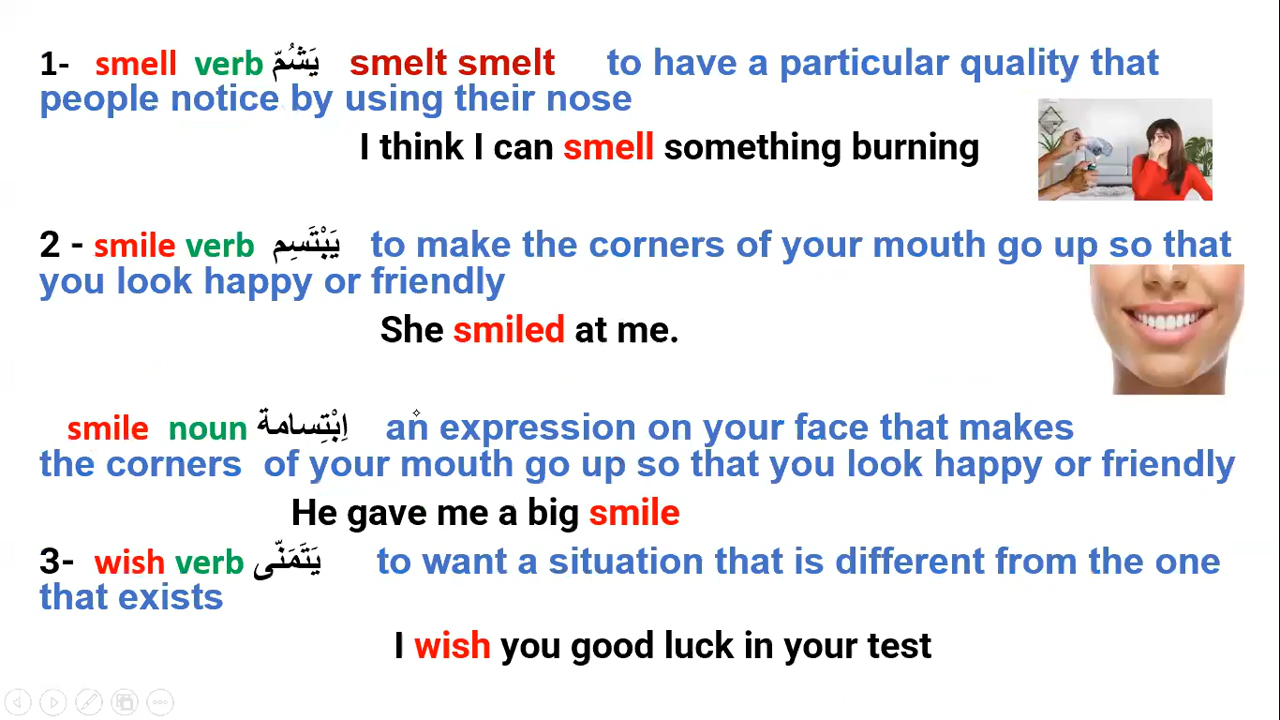 1- smell verb يَشُمّ smelt smelt to have a particular quality that
people notice by using their nose
I think I can smell something burning
2 - smile verb يَبْتَسِم to make the corners of your mouth go up so that
you look happy or friendly
She smiled at me.
smile noun اِبْتِسامة an expression on your face that makes
the corners of your mouth go up so that you look happy or friendly
He gave me a big smile
3- wish verb يَتَمَنّى to want a situation that is different from the one
that exists
I wish you good luck in your test